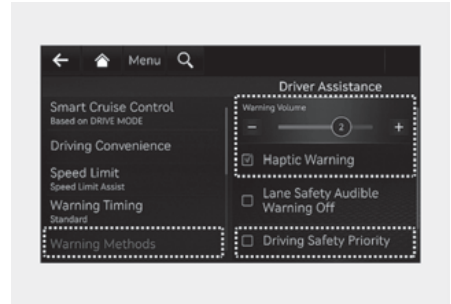 Menu
Driver Assistance
Smart Cruise Control
Based on DRIVE MODE
Driving Convenience
Speed Limit
Speed Limit Assist
Warning Timing
Standard
Warning Methods
Warning Volume
− 2 +
Haptic Warning
Lane Safety Audible
Warning Off
Driving Safety Priority